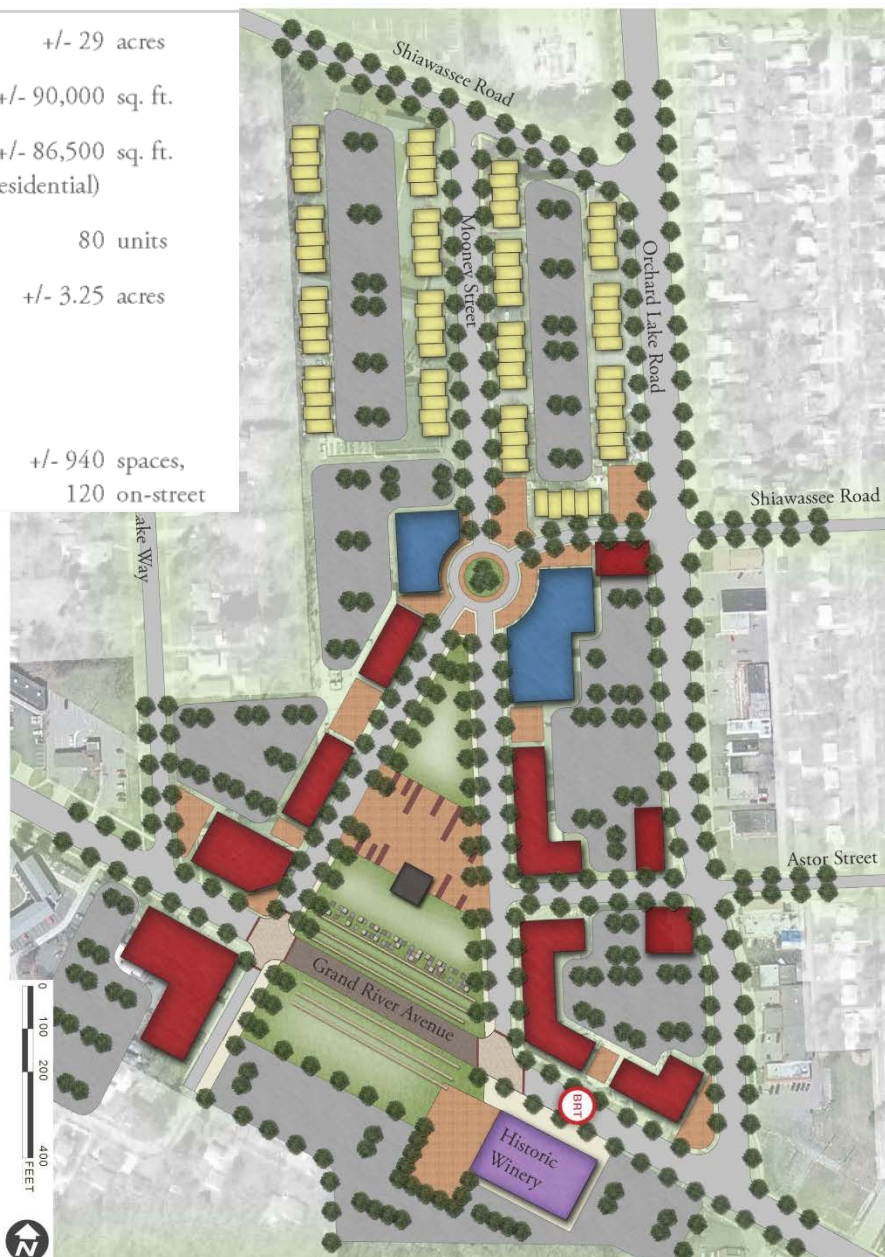 +/- 29 acres
+/- 90,000 sq. ft.
+/- 86,500 sq. ft.
esidential)
80 units
+/- 3.25 acres
+/- 940 spaces,
120 on-street
Shiawassee Road
Mooney Street
Orchard Lake Road
Shiawassee Road
ake Way
Astor Street
Grand River Avenue
BRT
Historic
Winery
0
100
200
400
FEET
N